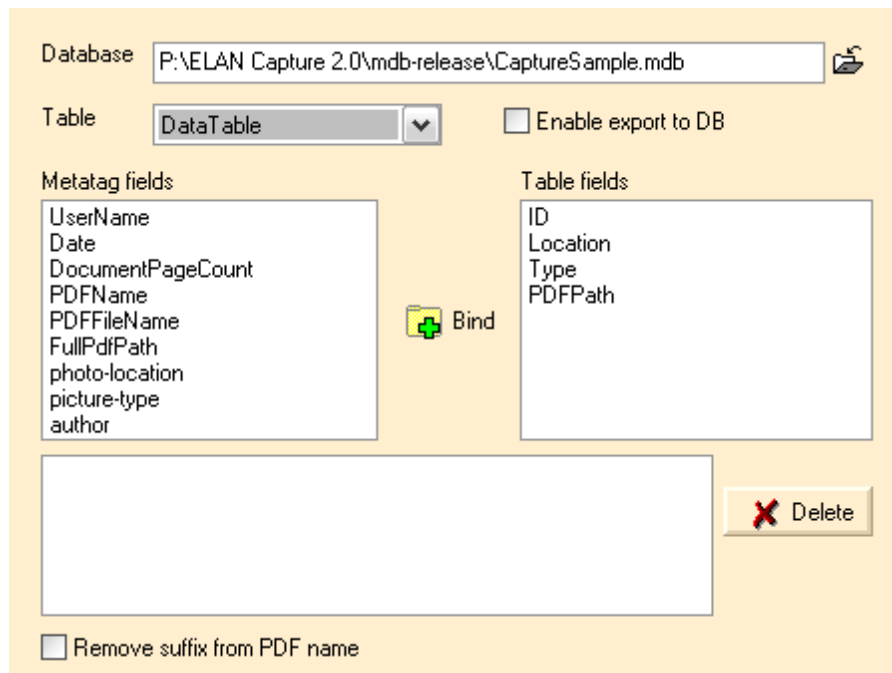 Database
P:\ELAN Capture 2.0\mdb-release\CaptureSample.mdb
Table
DataTable
Enable export to DB
Metatag fields
UserName
Date
DocumentPageCount
PDFName
PDFFileName
FullPdfPath
photo-location
picture-type
author
Bind
Table fields
ID
Location
Type
PDFPath
Delete
Remove suffix from PDF name